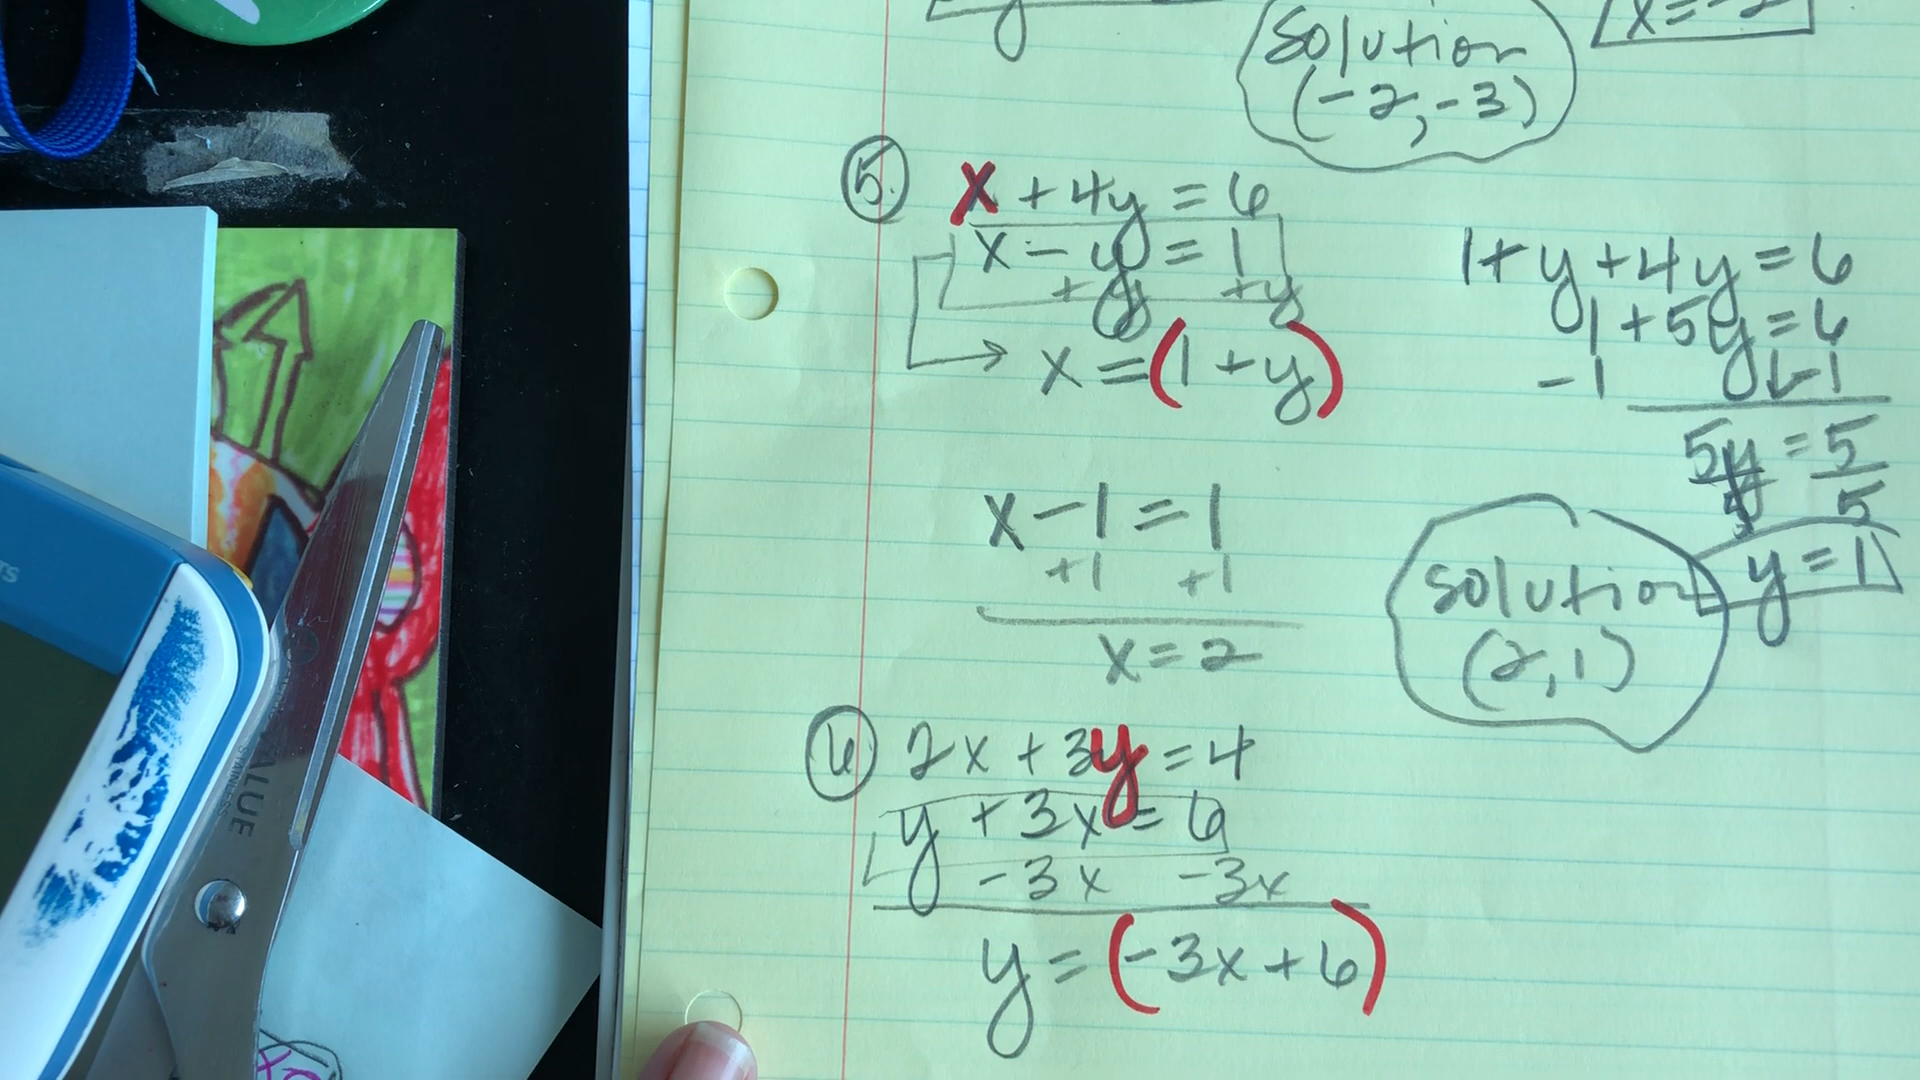 x = -2
Solution
(-2, -3)
5.
x + 4y = 6
x - y = 1
+y +y
x = (1 + y)
1 + y + 4y = 6
1 + 5y = 6
-1 ↓ -1
5y = 5
5 5
y = 1
x - 1 = 1
+1 +1
x = 2
Solution
(2, 1)
6.
2x + 3y = 4
y + 3x = 6
-3x -3x
y = (-3x + 6)
VALUE
STAINLESS